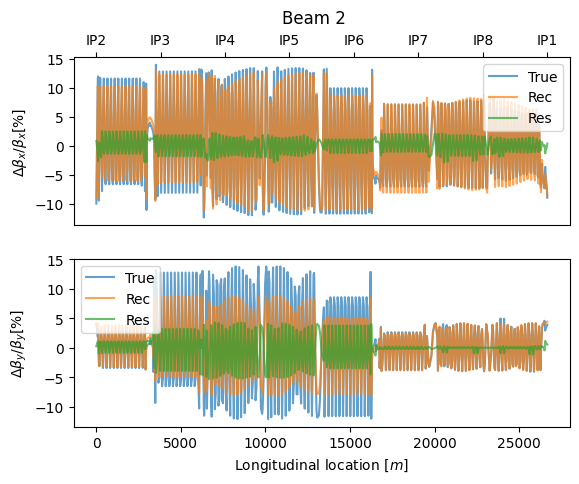 Beam 2
IP2 IP3 IP4 IP5 IP6 IP7 IP8 IP1
Δβx/βx[%]
15
10
5
0
−5
−10
True
Rec
Res
Δβy/βy[%]
15
10
5
0
−5
−10
True
Rec
Res
0 5000 10000 15000 20000 25000
Longitudinal location [m]